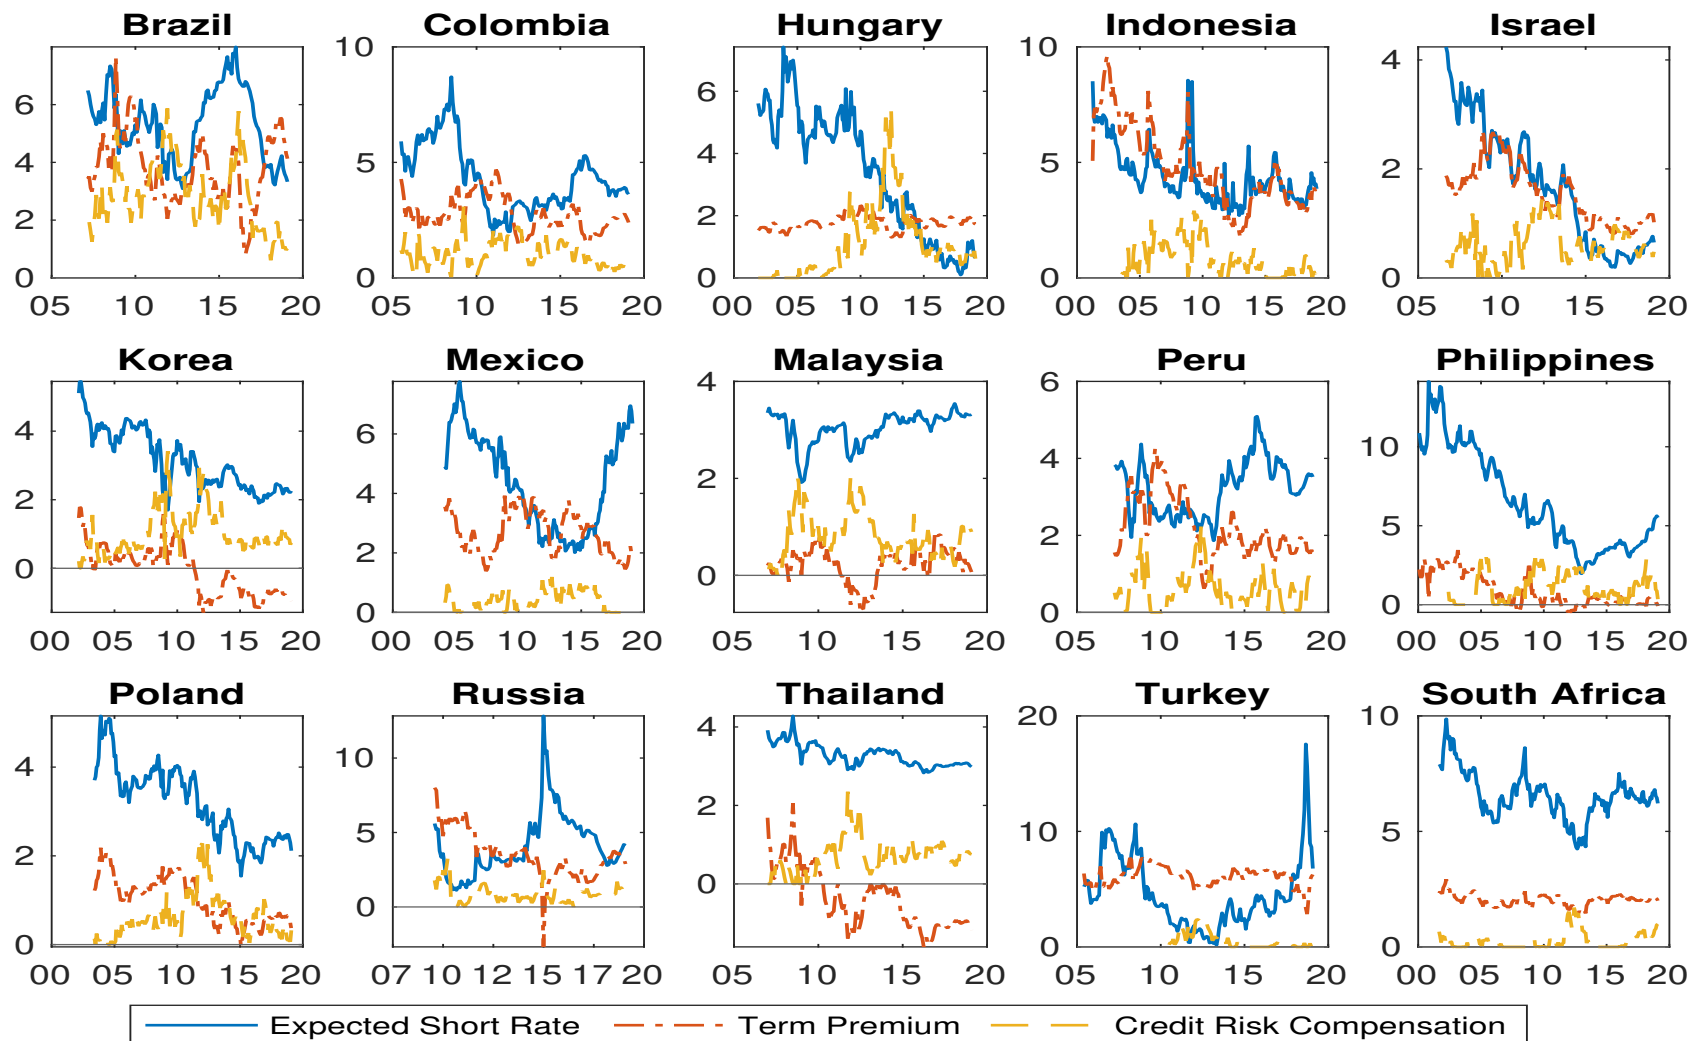 Brazil Colombia Hungary Indonesia Israel
6
4
2
0
05 10 15 20
10
5
0
05 10 15 20
6
4
2
0
00 05 10 15 20
10
5
0
00 05 10 15 20
4
2
0
05 10 15 20
Korea Mexico Malaysia Peru Philippines
4
2
0
00 05 10 15 20
6
4
2
0
00 05 10 15 20
4
2
0
05 10 15 20
6
4
2
0
05 10 15 20
10
5
0
00 05 10 15 20
Poland Russia Thailand Turkey South Africa
4
2
0
00 05 10 15 20
10
5
0
07 10 12 15 17 20
4
2
0
05 10 15 20
20
10
0
05 10 15 20
10
5
0
00 05 10 15 20
Expected Short Rate Term Premium Credit Risk Compensation